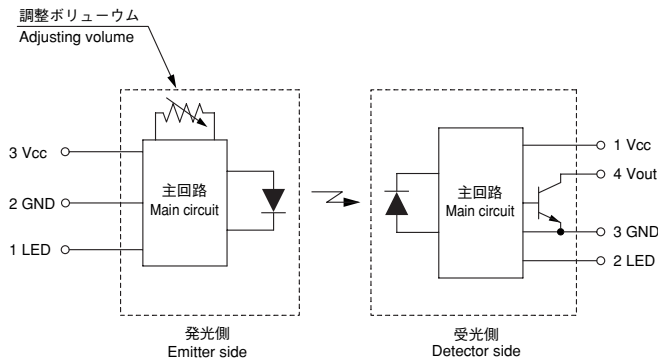 調整ボリューウム
Adjusting volume
3 Vcc
2 GND
1 LED
主回路
Main circuit
発光側
Emitter side
主回路
Main circuit
1 Vcc
4 Vout
3 GND
2 LED
受光側
Detector side